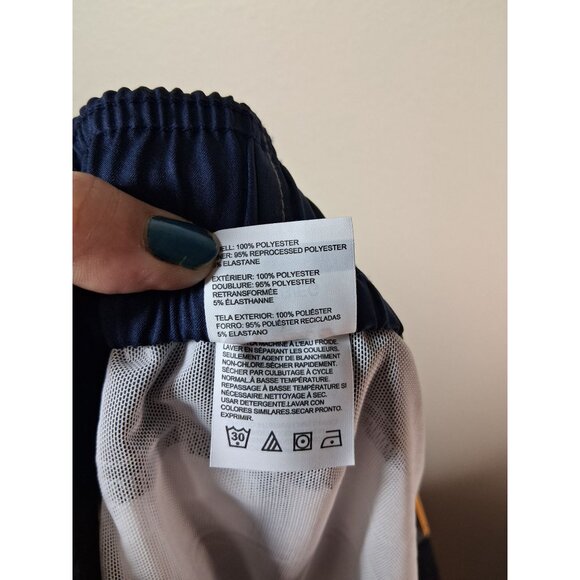 100% POLYESTER
95% REPROCESSED POLYESTER
ELASTANE
EXTÉRIEUR: 100% POLYESTER
DOUBLURE: 95% POLYESTER
RETRANSFORMÉE
5% ÉLASTHANNE
TELA EXTERIOR: 100% POLIÉSTER
FORRO: 95% POLIÉSTER RECICLADAS
5% ELASTANO
MACHINE À L'EAU FROIDE
LAVER EN SÉPARANT LES COULEURS.
SEULEMENT AGENT DE BLANCHIMENT
NON-CHLORE.SÉCHER RAPIDEMENT.
SÉCHER PAR CULBUTAGE À CYCLE
NORMAL À BASSE TEMPÉRATURE.
REPASSAGE À BASSE TEMPÉRATURE SI
NÉCESSAIRE.NETTOYAGE A SEC.
USAR DETERGENTE.LAVAR CON
COLORES SIMILARES.SECAR PRONTO.
EXPRIMIR.
30